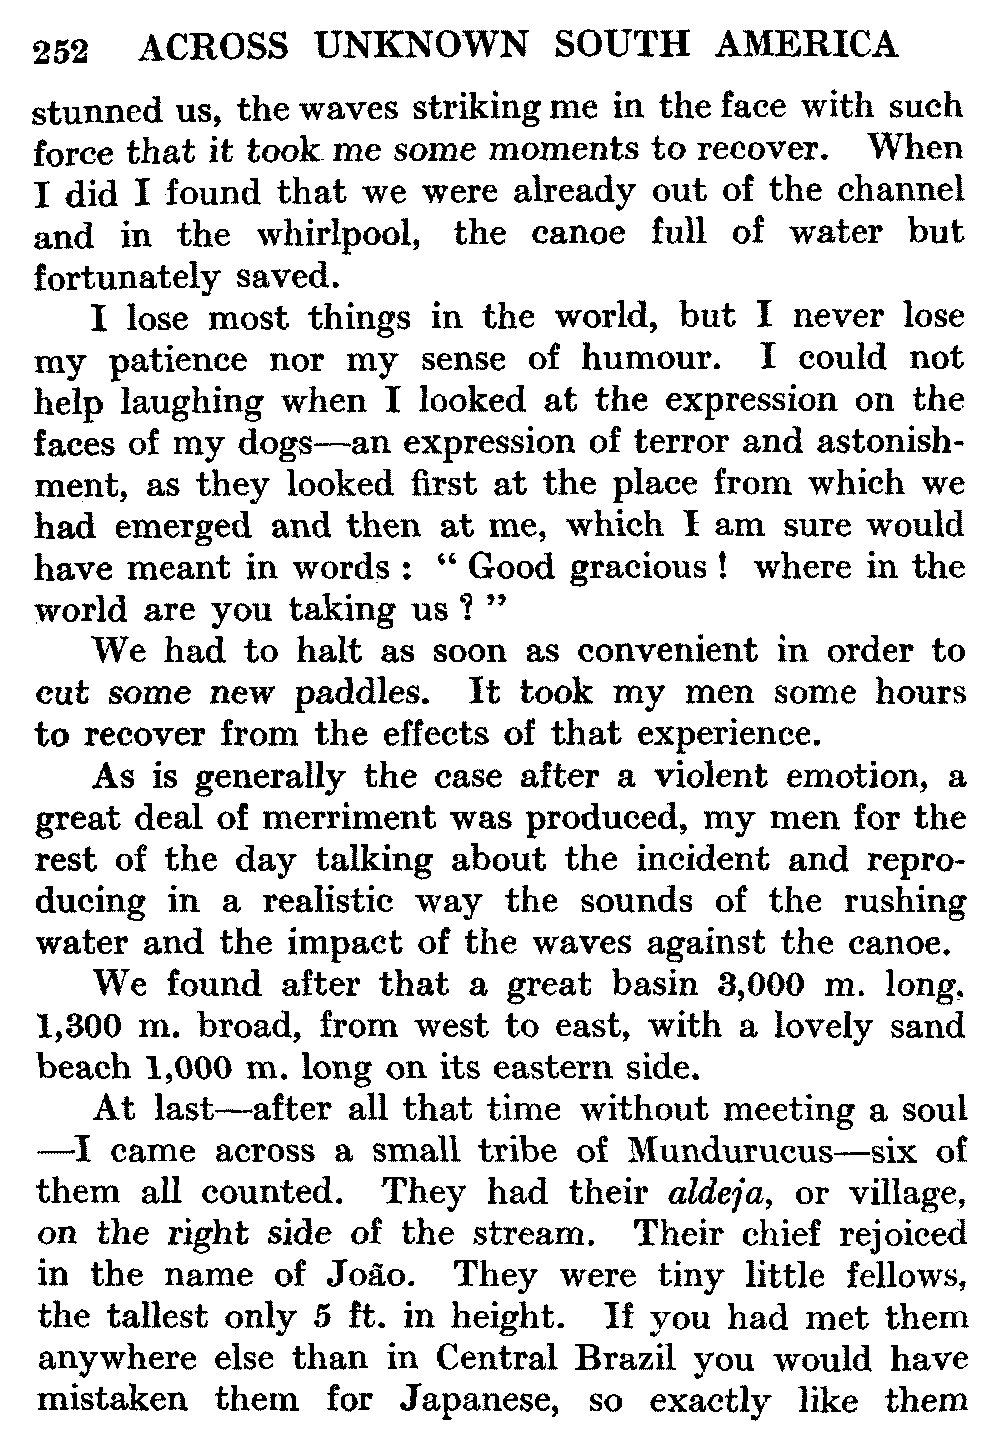 252 ACROSS UNKNOWN SOUTH AMERICA
stunned us, the waves striking me in the face with such
force that it took me some moments to recover. When
I did I found that we were already out of the channel
and in the whirlpool, the canoe full of water but
fortunately saved.
I lose most things in the world, but I never lose
my patience nor my sense of humour. I could not
help laughing when I looked at the expression on the
faces of my dogs—an expression of terror and astonish-
ment, as they looked first at the place from which we
had emerged and then at me, which I am sure would
have meant in words : “ Good gracious ! where in the
world are you taking us ? ”
We had to halt as soon as convenient in order to
cut some new paddles. It took my men some hours
to recover from the effects of that experience.
As is generally the case after a violent emotion, a
great deal of merriment was produced, my men for the
rest of the day talking about the incident and repro-
ducing in a realistic way the sounds of the rushing
water and the impact of the waves against the canoe.
We found after that a great basin 3,000 m. long,
1,300 m. broad, from west to east, with a lovely sand
beach 1,000 m. long on its eastern side.
At last—after all that time without meeting a soul
—I came across a small tribe of Mundurucus—six of
them all counted. They had their aldeja, or village,
on the right side of the stream. Their chief rejoiced
in the name of João. They were tiny little fellows,
the tallest only 5 ft. in height. If you had met them
anywhere else than in Central Brazil you would have
mistaken them for Japanese, so exactly like them